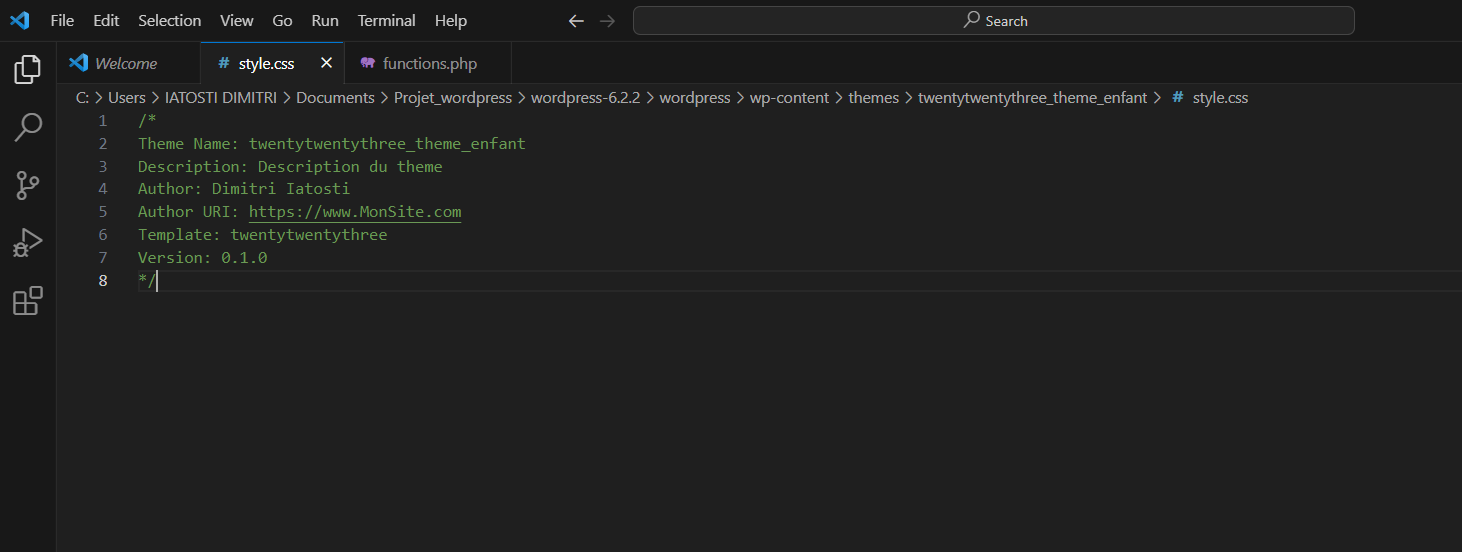 File Edit Selection View Go Run Terminal Help Search
Welcome # style.css functions.php
C: > Users > IATOSTI DIMITRI > Documents > Projet_wordpress > wordpress-6.2.2 > wordpress > wp-content > themes > twentytwentythree_theme_enfant > # style.css
1 /*
2 Theme Name: twentytwentythree_theme_enfant
3 Description: Description du theme
4 Author: Dimitri Iatosti
5 Author URI: https://www.MonSite.com
6 Template: twentytwentythree
7 Version: 0.1.0
8 */